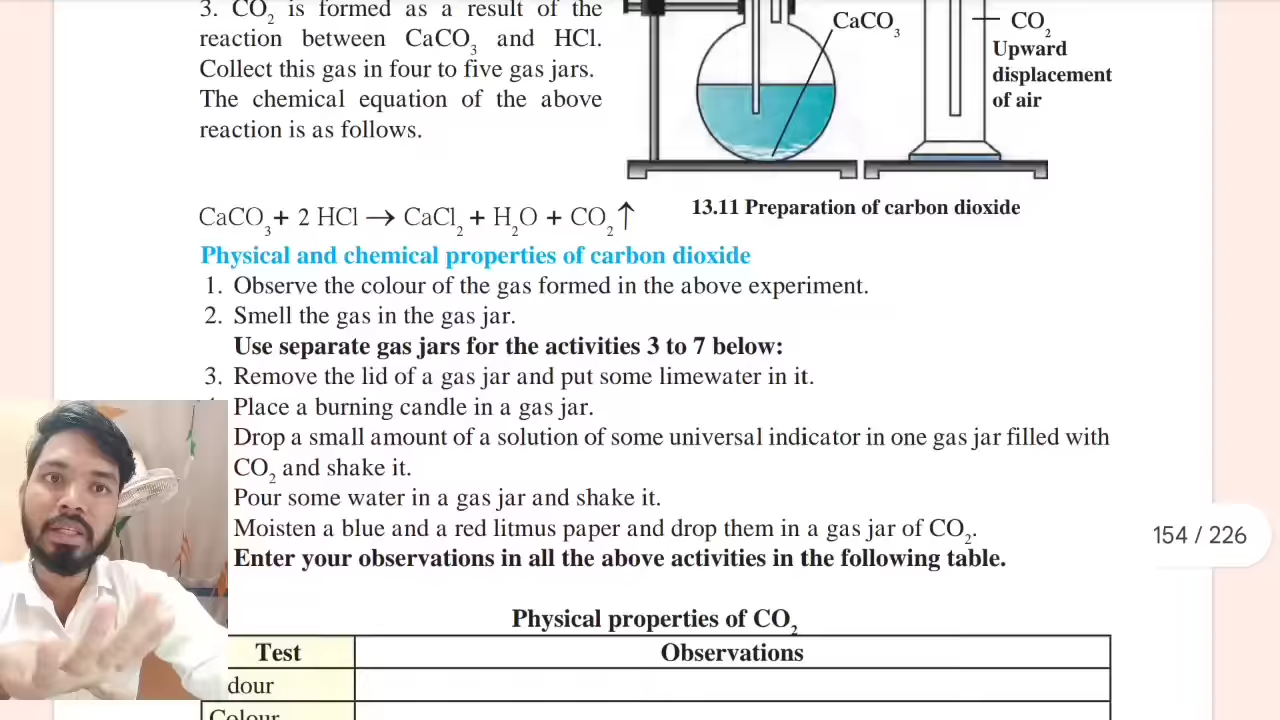 3. CO₂ is formed as a result of the
reaction between CaCO₃ and HCl.
Collect this gas in four to five gas jars.
The chemical equation of the above
reaction is as follows.
CaCO₃
CO₂
Upward
displacement
of air
13.11 Preparation of carbon dioxide
CaCO₃ + 2 HCl → CaCl₂ + H₂O + CO₂ ↑
Physical and chemical properties of carbon dioxide
1. Observe the colour of the gas formed in the above experiment.
2. Smell the gas in the gas jar.
Use separate gas jars for the activities 3 to 7 below:
3. Remove the lid of a gas jar and put some limewater in it.
Place a burning candle in a gas jar.
Drop a small amount of a solution of some universal indicator in one gas jar filled with
CO₂ and shake it.
Pour some water in a gas jar and shake it.
Moisten a blue and a red litmus paper and drop them in a gas jar of CO₂.
Enter your observations in all the above activities in the following table.
154 / 226
Physical properties of CO₂
Test Observations
dour
Colour